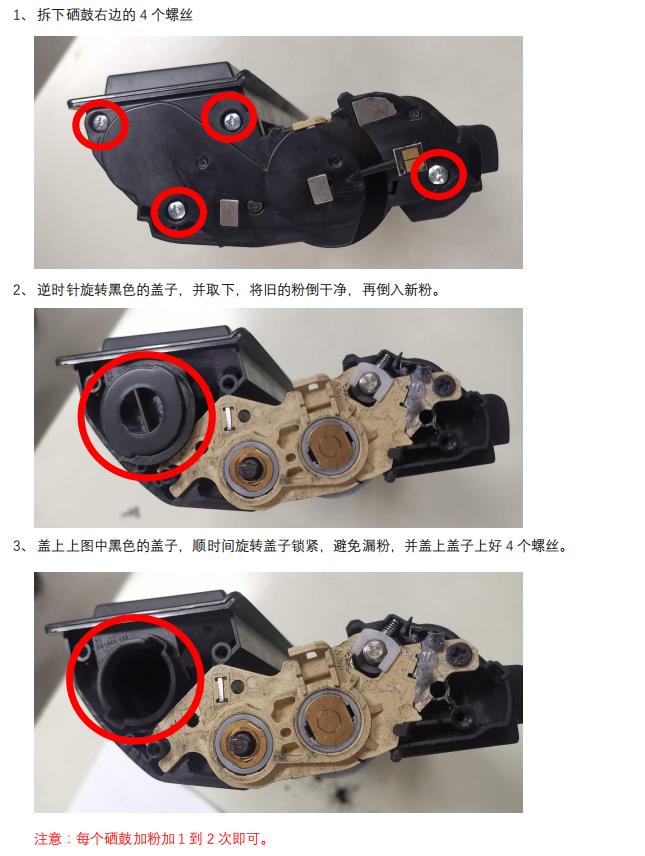 1、 拆下硒鼓右边的 4 个螺丝
2、 逆时针旋转黑色的盖子，并取下，将旧的粉倒干净，再倒入新粉。
3、 盖上上图中黑色的盖子，顺时间旋转盖子锁紧，避免漏粉，并盖上盖子上好 4 个螺丝。
注意：每个硒鼓加粉加 1 到 2 次即可。